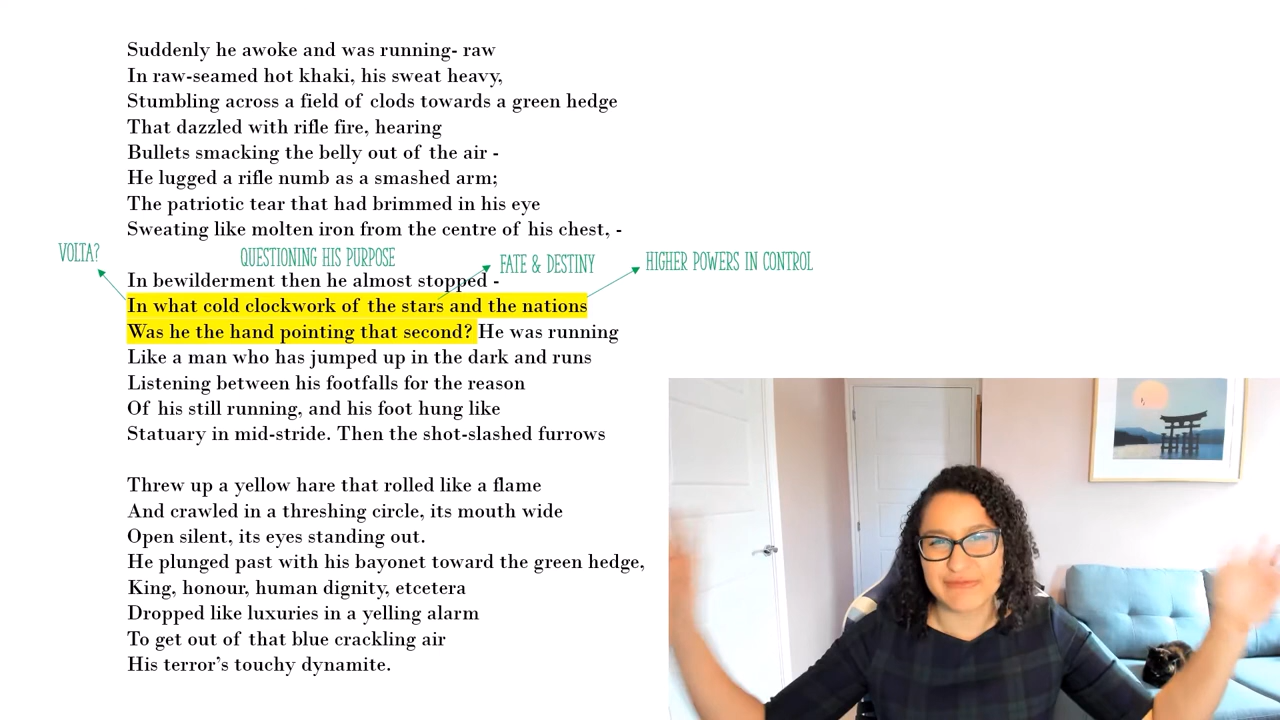 Suddenly he awoke and was running- raw
In raw-seamed hot khaki, his sweat heavy,
Stumbling across a field of clods towards a green hedge
That dazzled with rifle fire, hearing
Bullets smacking the belly out of the air -
He lugged a rifle numb as a smashed arm;
The patriotic tear that had brimmed in his eye
Sweating like molten iron from the centre of his chest, -
VOLTA?
QUESTIONING HIS PURPOSE
FATE & DESTINY
HIGHER POWERS IN CONTROL
In bewilderment then he almost stopped -
In what cold clockwork of the stars and the nations
Was he the hand pointing that second? He was running
Like a man who has jumped up in the dark and runs
Listening between his footfalls for the reason
Of his still running, and his foot hung like
Statuary in mid-stride. Then the shot-slashed furrows
Threw up a yellow hare that rolled like a flame
And crawled in a threshing circle, its mouth wide
Open silent, its eyes standing out.
He plunged past with his bayonet toward the green hedge,
King, honour, human dignity, etcetera
Dropped like luxuries in a yelling alarm
To get out of that blue crackling air
His terror's touchy dynamite.